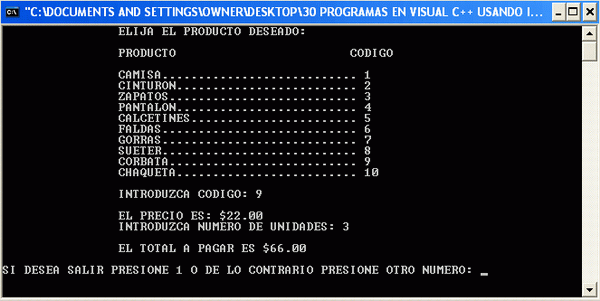 "C:\DOCUMENTS AND SETTINGS\OWNER\DESKTOP\30 PROGRAMAS EN VISUAL C++ USANDO I...
ELIJA EL PRODUCTO DESEADO:
PRODUCTO CODIGO
CAMISA........................... 1
CINTURON......................... 2
ZAPATOS.......................... 3
PANTALON......................... 4
CALCETINES....................... 5
FALDAS........................... 6
GORRAS........................... 7
SUETER........................... 8
CORBATA.......................... 9
CHAQUETA......................... 10
INTRODUZCA CODIGO: 9
EL PRECIO ES: $22.00
INTRODUZCA NUMERO DE UNIDADES: 3
EL TOTAL A PAGAR ES $66.00
SI DESEA SALIR PRESIONE 1 O DE LO CONTRARIO PRESIONE OTRO NUMERO: _